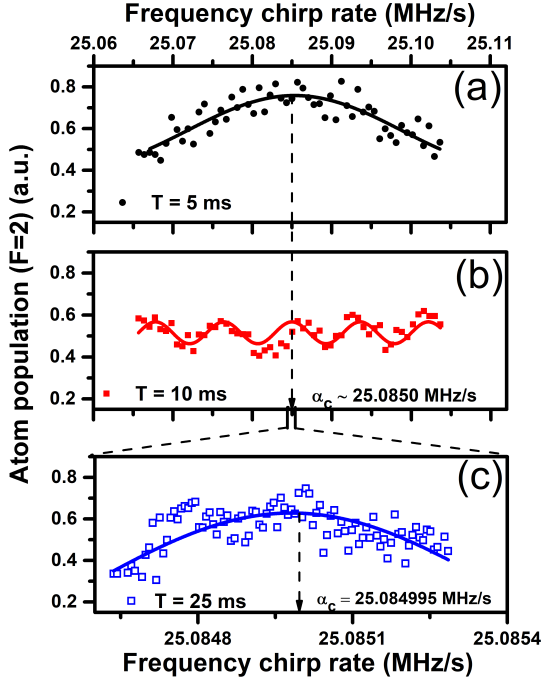 Frequency chirp rate (MHz/s)
25.06 25.07 25.08 25.09 25.10 25.11
Atom population (F=2) (a.u.)
(a)
0.8
0.6
0.4
0.2
T = 5 ms
(b)
0.8
0.6
0.4
0.2
T = 10 ms
α_c ~ 25.0850 MHz/s
(c)
0.8
0.6
0.4
0.2
T = 25 ms
α_c = 25.084995 MHz/s
25.0848 25.0851 25.0854
Frequency chirp rate (MHz/s)